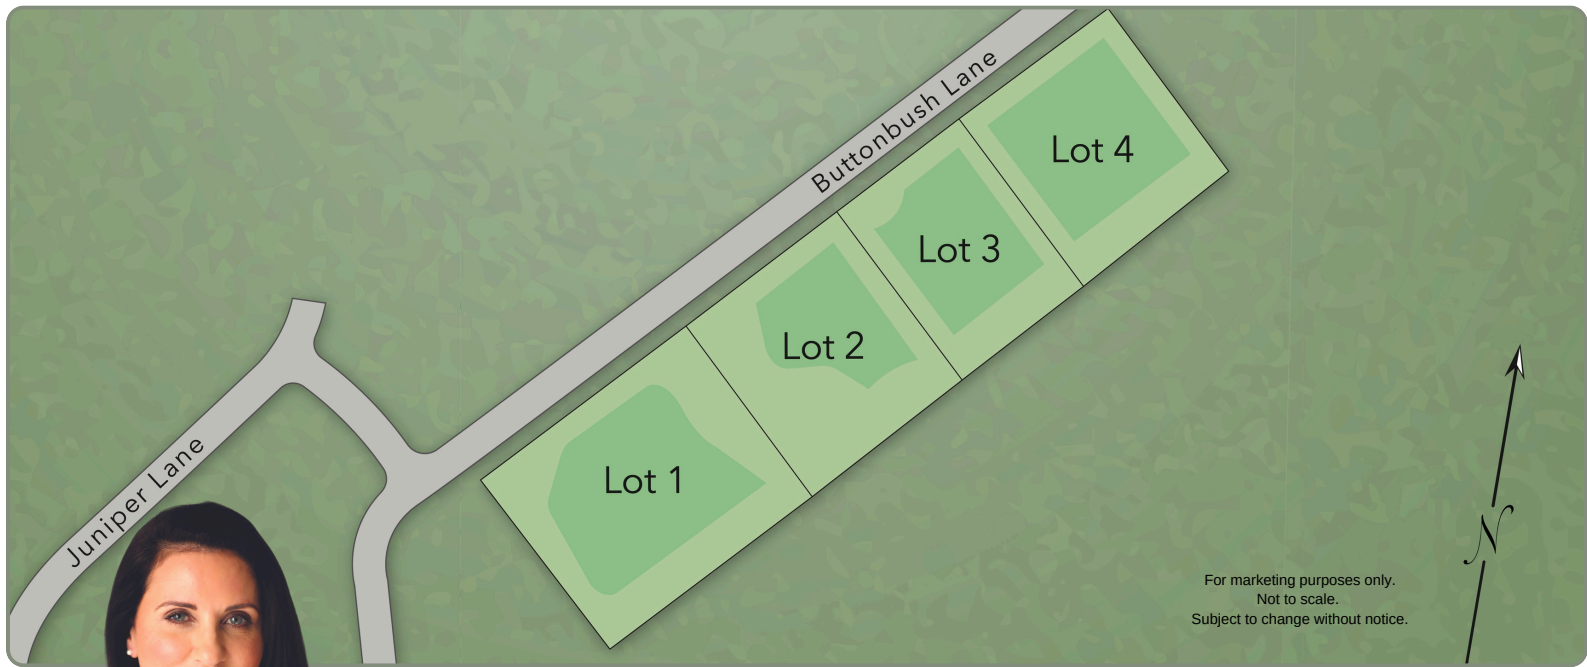 Buttonbush Lane
Lot 4
Lot 3
Lot 2
Lot 1
Juniper Lane
N
For marketing purposes only.
Not to scale.
Subject to change without notice.